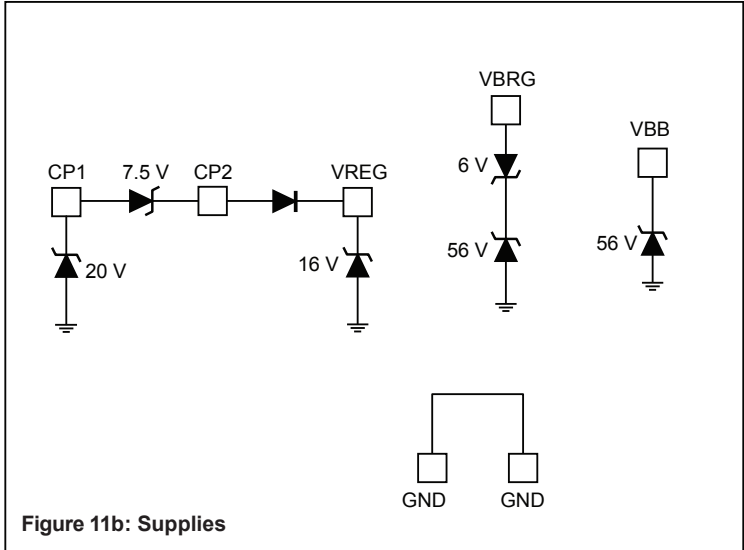 VBRG
VBB
CP1 7.5 V CP2 VREG
6 V
20 V
16 V
56 V
56 V
GND GND
Figure 11b: Supplies